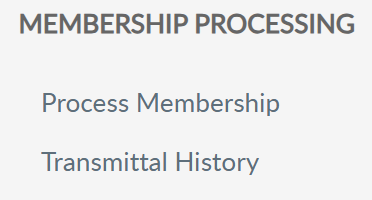 MEMBERSHIP PROCESSING
Process Membership
Transmittal History